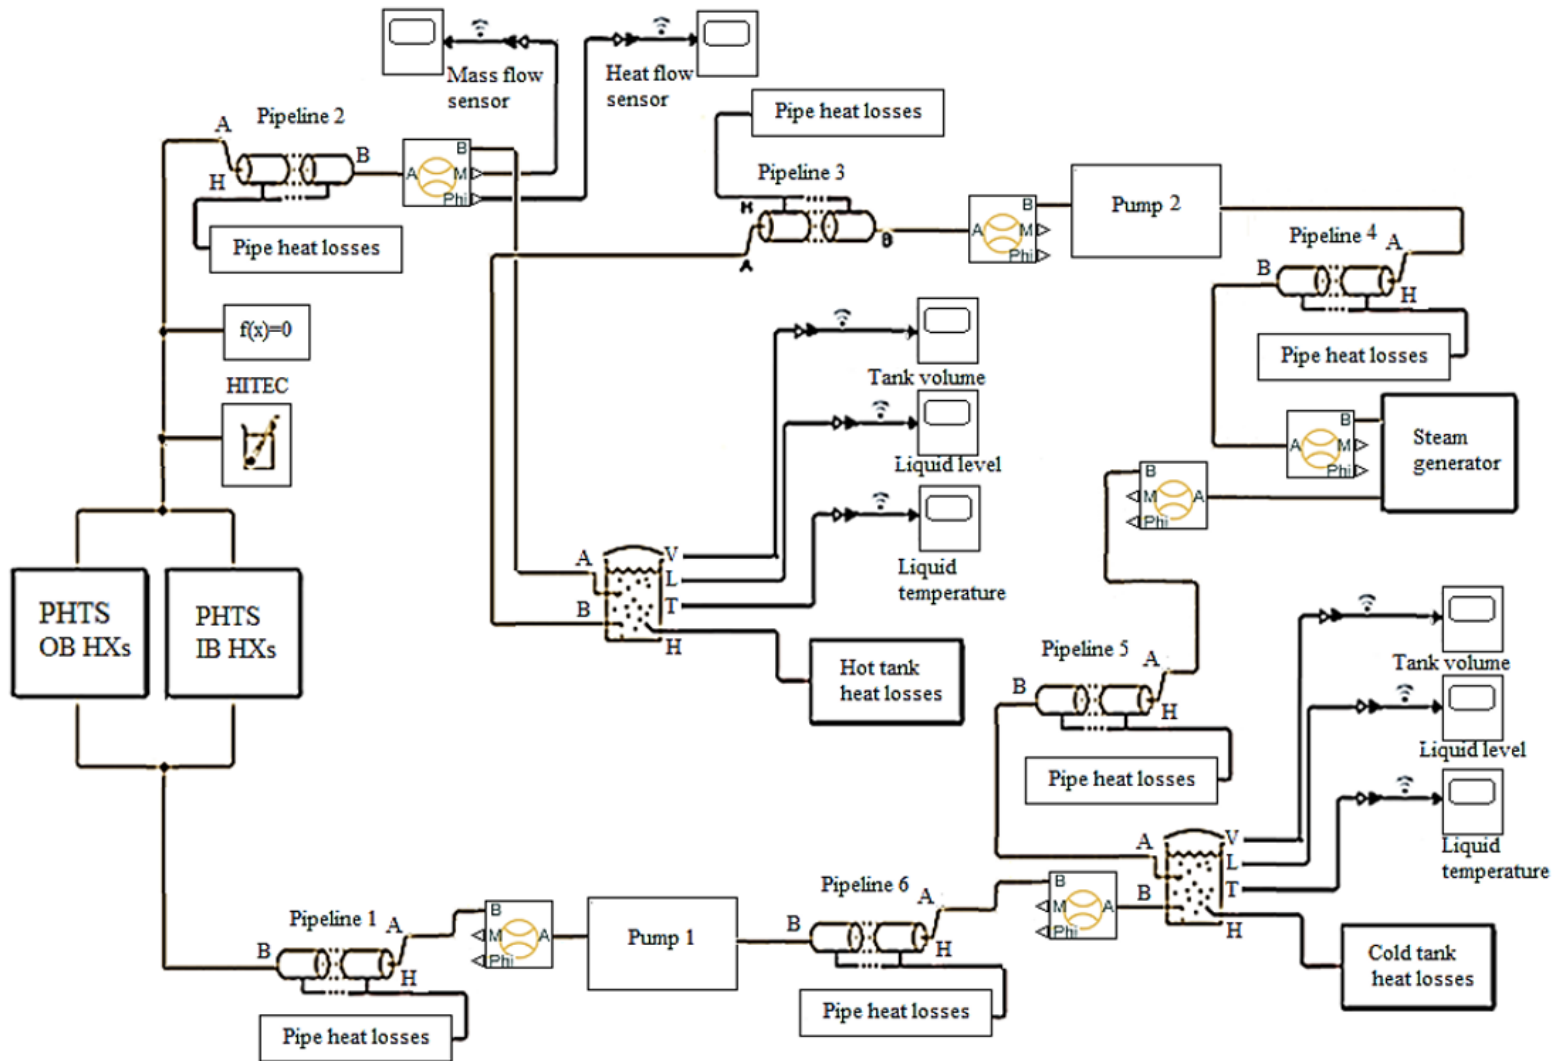 Mass flow
sensor
Heat flow
sensor
Pipeline 2
A
H
B
A
B
M
Phi
Pipe heat losses
Pipe heat losses
Pipeline 3
H
A
B
A
B
M
Phi
Pump 2
Pipeline 4
A
B
H
Pipe heat losses
f(x)=0
HITEC
Tank volume
Liquid level
Liquid
temperature
A
B
V
L
T
H
Hot tank
heat losses
A
B
M
Phi
Steam
generator
B
M
A
Phi
PHTS
OB HXs
PHTS
IB HXs
Pipeline 5
A
B
H
Pipe heat losses
Tank volume
Liquid level
Liquid
temperature
A
B
V
L
T
H
Cold tank
heat losses
B
M
A
Phi
Pipeline 6
A
B
H
Pipe heat losses
Pump 1
B
M
A
Phi
Pipeline 1
A
B
H
Pipe heat losses